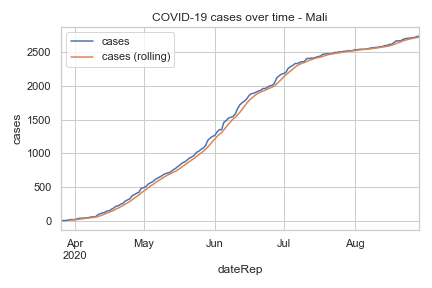 COVID-19 cases over time - Mali
cases
cases (rolling)
cases
2500
2000
1500
1000
500
0
Apr
2020
May
Jun
Jul
Aug
dateRep